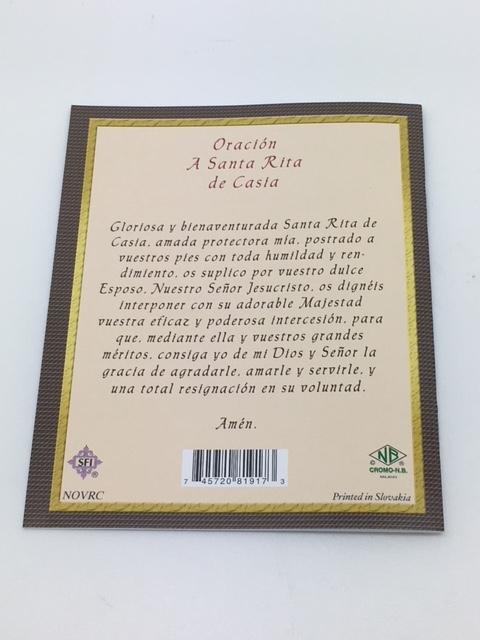 Oración
A Santa Rita
de Casia
Gloriosa y bienaventurada Santa Rita de
Casia, amada protectora mía, postrado a
vuestros pies con toda humildad y ren-
dimiento, os suplico por vuestro dulce
Esposo, Nuestro Señor Jesucristo, os dignéis
interponer con su adorable Majestad
vuestra eficaz y poderosa intercesión, para
que, mediante ella y vuestros grandes
méritos, consiga yo de mi Dios y Señor la
gracia de agradarle, amarle y servirle, y
una total resignación en su voluntad.
Amén.
SFI ®
NOVRC
7 45720 81917 3
© NB ®
CROMO-N.B.
MILANO
Printed in Slovakia